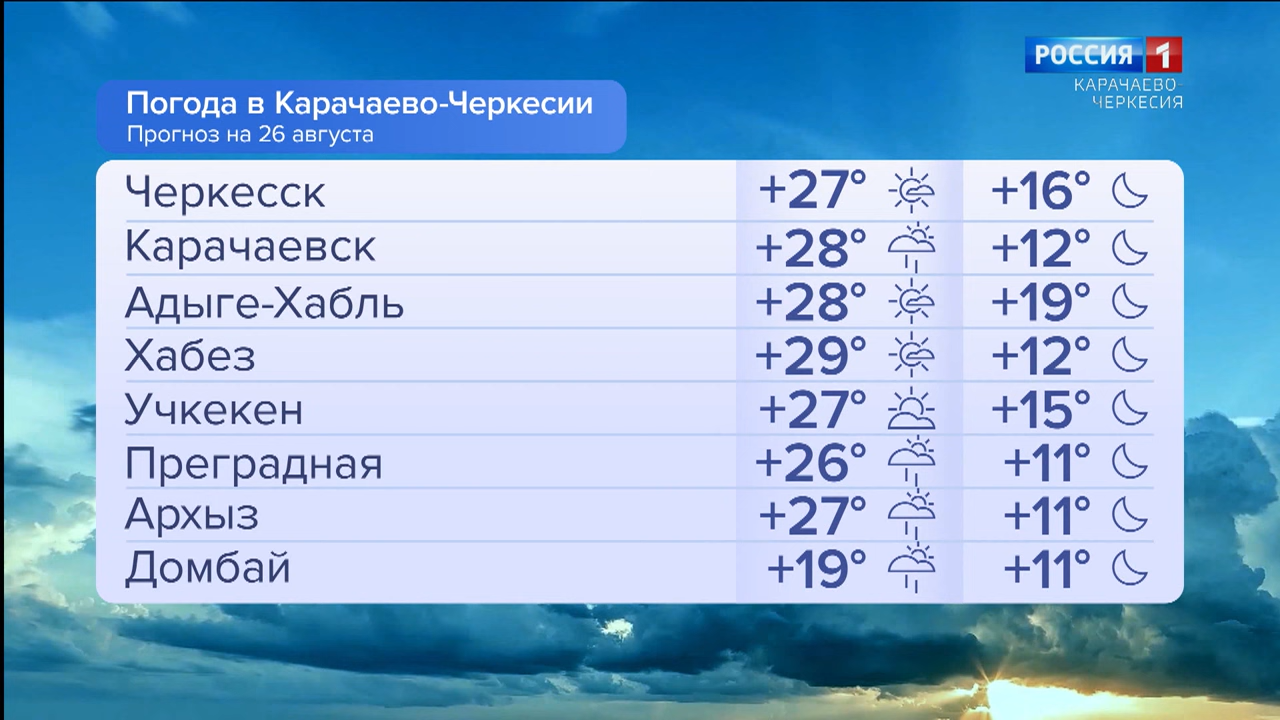 РОССИЯ 1
КАРАЧАЕВО-
ЧЕРКЕСИЯ
Погода в Карачаево-Черкесии
Прогноз на 26 августа
Черкесск +27° +16°
Карачаевск +28° +12°
Адыге-Хабль +28° +19°
Хабез +29° +12°
Учкекен +27° +15°
Преградная +26° +11°
Архыз +27° +11°
Домбай +19° +11°